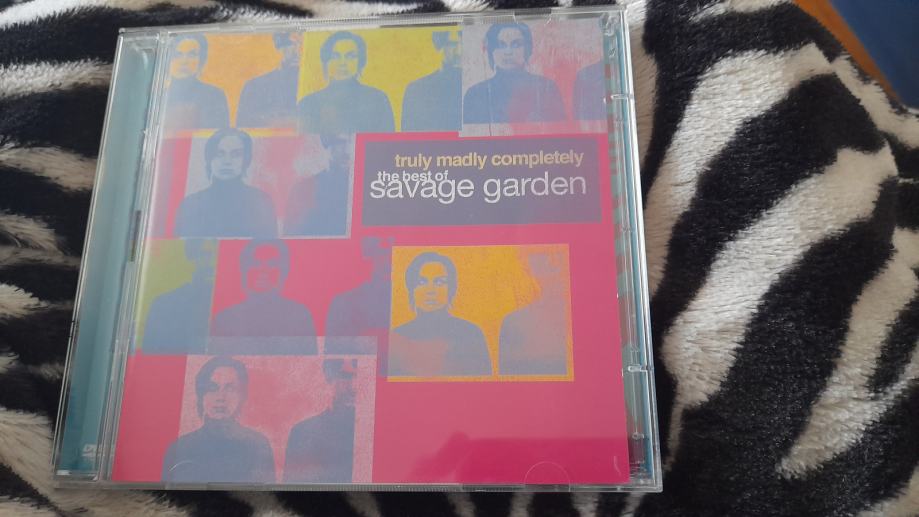 truly madly completely
the best of
savage garden